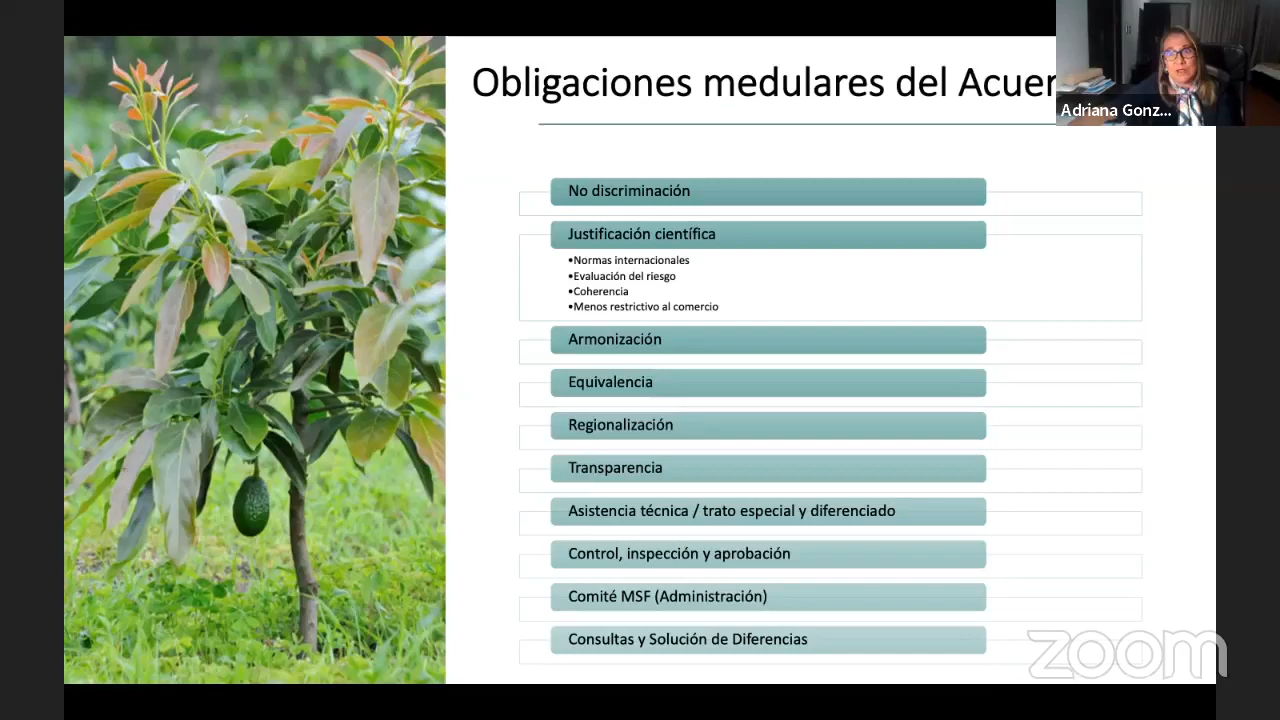 Obligaciones medulares del Acuer
Adriana Gonz...
No discriminación
Justificación científica
•Normas internacionales
•Evaluación del riesgo
•Coherencia
•Menos restrictivo al comercio
Armonización
Equivalencia
Regionalización
Transparencia
Asistencia técnica / trato especial y diferenciado
Control, inspección y aprobación
Comité MSF (Administración)
Consultas y Solución de Diferencias
zoom